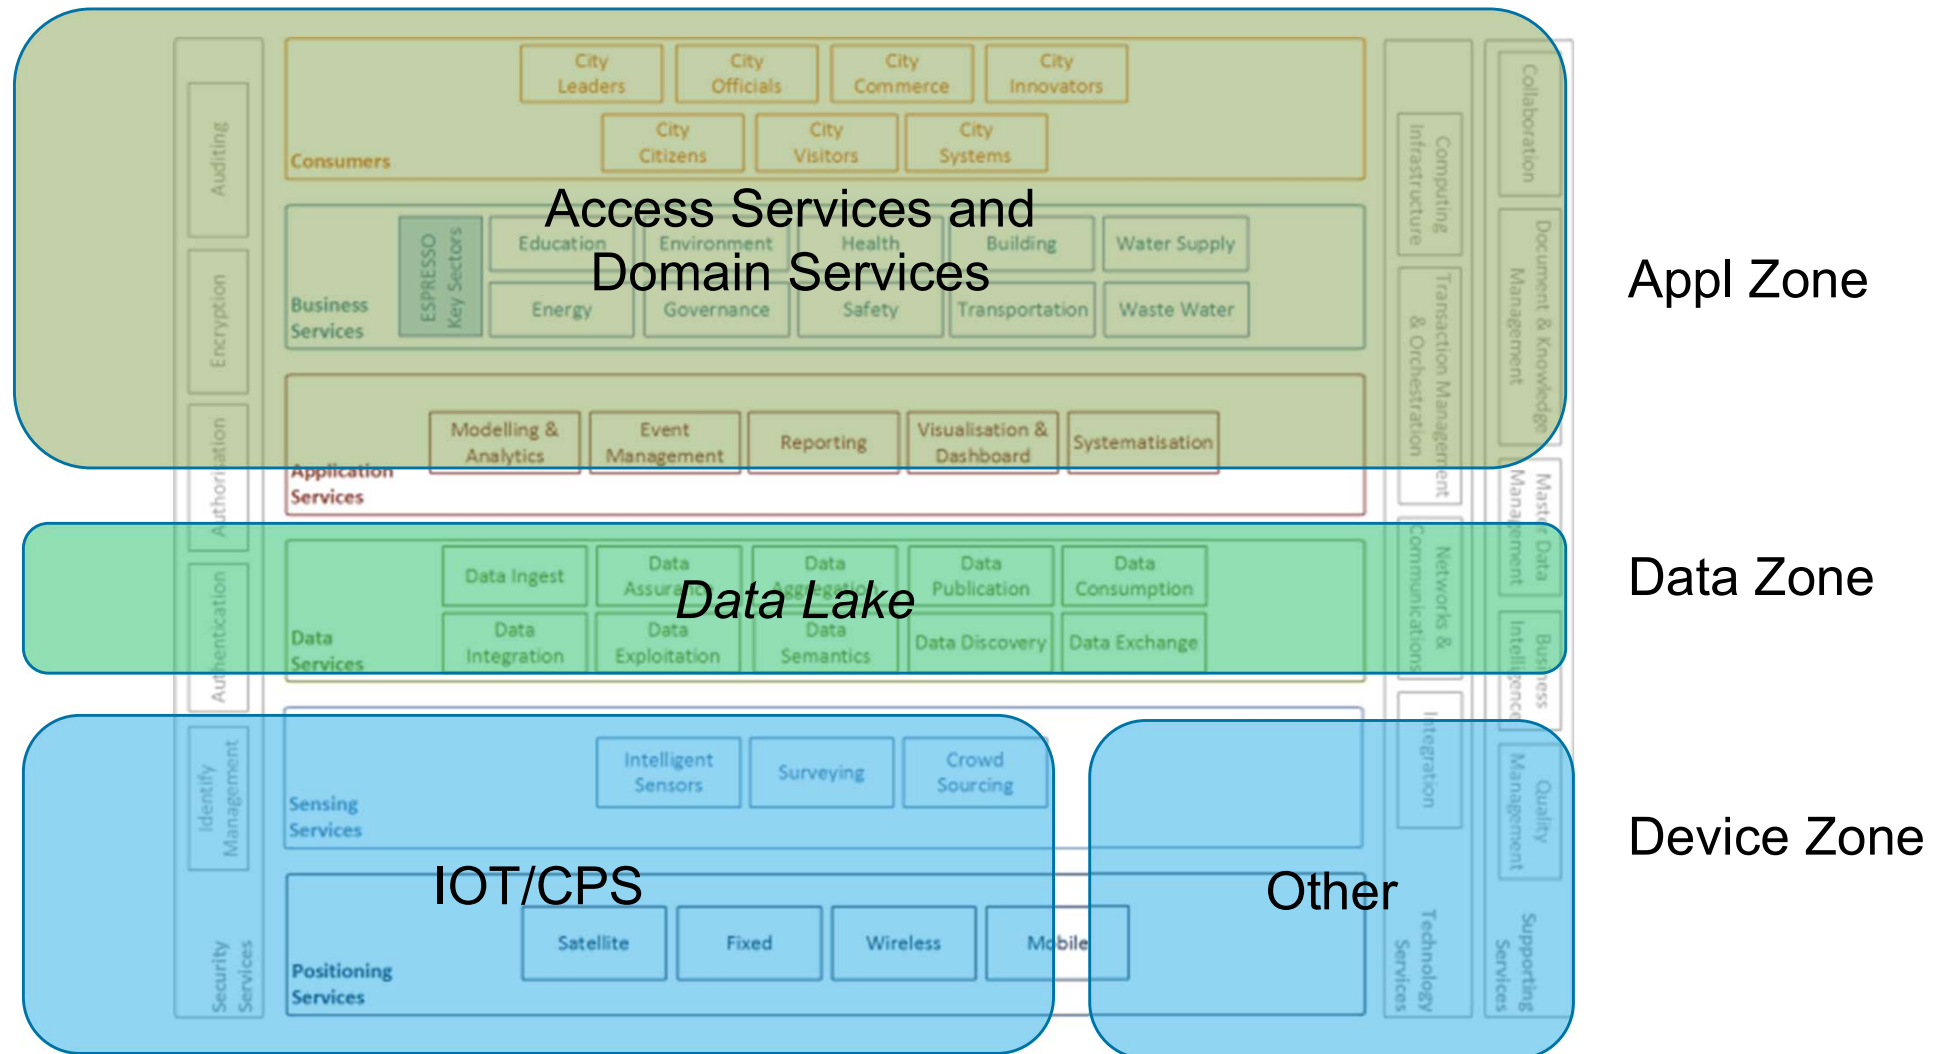 City
Leaders
City
Officials
City
Commerce
City
Innovators
City
Citizens
City
Visitors
City
Systems
Consumers
Access Services and
Domain Services
ESPRESSO
Key Sectors
Education
Environment
Health
Building
Water Supply
Energy
Governance
Safety
Transportation
Waste Water
Business
Services
Modelling &
Analytics
Event
Management
Reporting
Visualisation &
Dashboard
Systematisation
Application
Services
Data Ingest
Data
Assurance
Data
Aggregation
Data
Publication
Data
Consumption
Data Lake
Data
Integration
Data
Exploitation
Data
Semantics
Data Discovery
Data Exchange
Data
Services
Intelligent
Sensors
Surveying
Crowd
Sourcing
Sensing
Services
IOT/CPS
Other
Satellite
Fixed
Wireless
Mobile
Positioning
Services
Auditing
Encryption
Authorisation
Authentication
Identify
Management
Security
Services
Computing
Infrastructure
Transaction Management
& Orchestration
Networks &
Communications
Integration
Technology
Services
Collaboration
Document & Knowledge
Management
Master Data
Management
Business
Intelligence
Quality
Management
Supporting
Services
Appl Zone
Data Zone
Device Zone